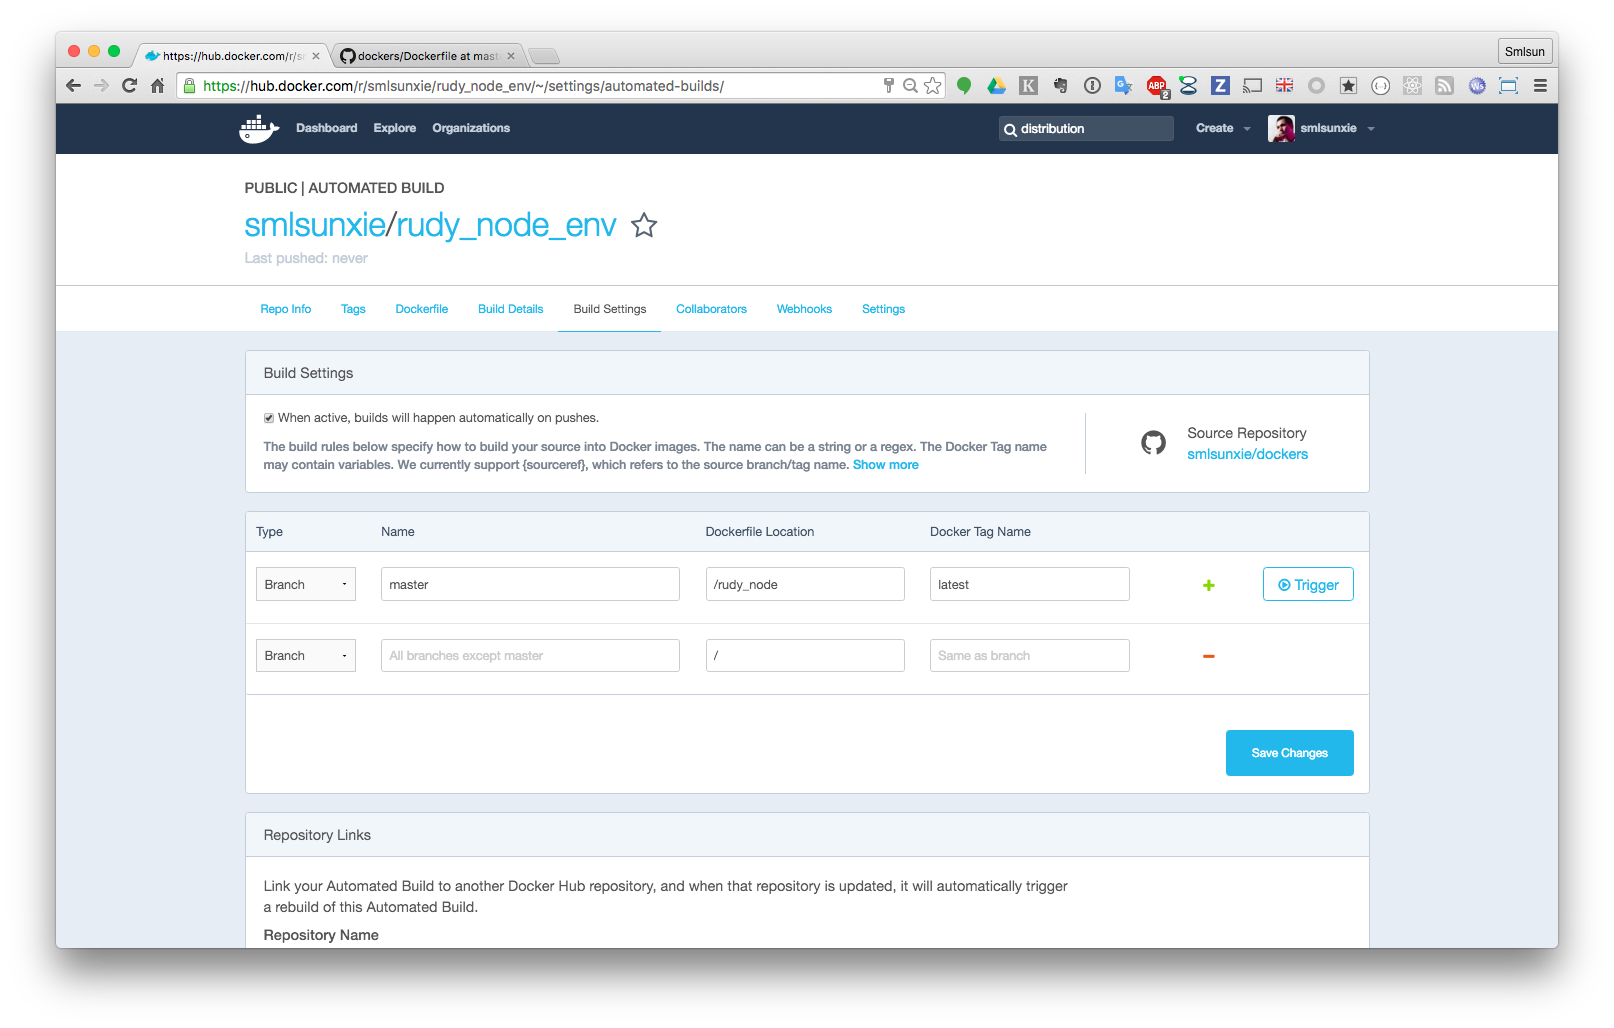 https://hub.docker.com/r/sm
dockers/Dockerfile at mast
Smlsun
https://hub.docker.com/r/smlsunxie/rudy_node_env/~/settings/automated-builds/
K
ABP
2
Z
Ws
Dashboard
Explore
Organizations
distribution
Create
smlsunxie
PUBLIC | AUTOMATED BUILD
smlsunxie/rudy_node_env
Last pushed: never
Repo Info
Tags
Dockerfile
Build Details
Build Settings
Collaborators
Webhooks
Settings
Build Settings
When active, builds will happen automatically on pushes.
The build rules below specify how to build your source into Docker images. The name can be a string or a regex. The Docker Tag name
may contain variables. We currently support {sourceref}, which refers to the source branch/tag name. Show more
Source Repository
smlsunxie/dockers
Type
Name
Dockerfile Location
Docker Tag Name
Branch
master
/rudy_node
latest
+
Trigger
Branch
All branches except master
/
Same as branch
Save Changes
Repository Links
Link your Automated Build to another Docker Hub repository, and when that repository is updated, it will automatically trigger
a rebuild of this Automated Build.
Repository Name